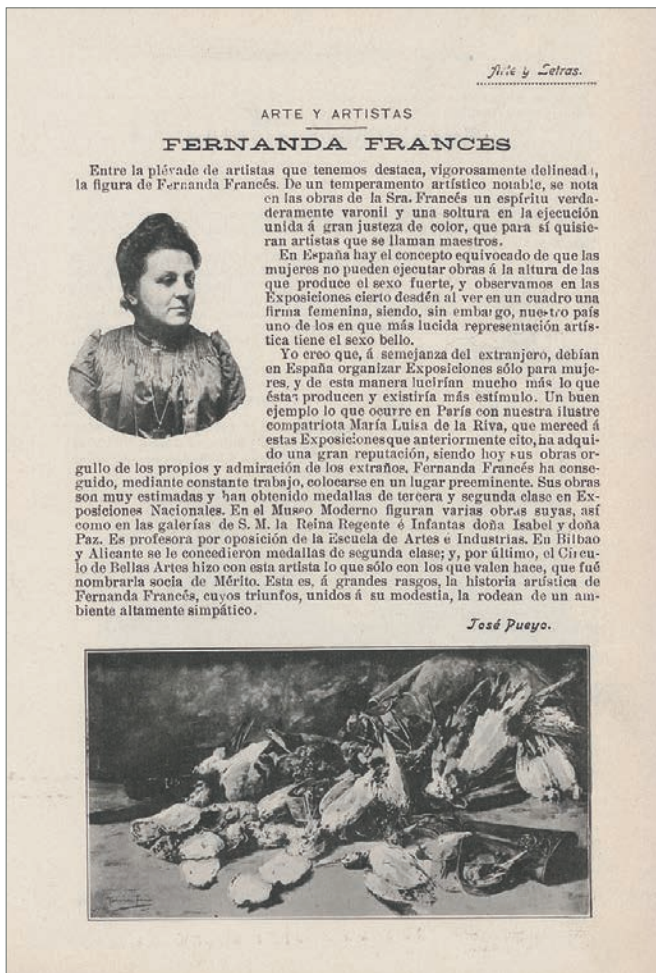 Arte y Letras.
ARTE Y ARTISTAS
FERNANDA FRANCÉS
Entre la pléyade de artistas que tenemos destaca, vigorosamente delineada,
la figura de Fernanda Francés. De un temperamento artístico notable, se nota
en las obras de la Sra. Francés un espíritu verda-
deramente varonil y una soltura en la ejecución
unida á gran justeza de color, que para sí quisie-
ran artistas que se llaman maestros.
En España hay el concepto equivocado de que las
mujeres no pueden ejecutar obras á la altura de las
que produce el sexo fuerte, y observamos en las
Exposiciones cierto desdén al ver en un cuadro una
firma femenina, siendo, sin embargo, nuestro país
uno de los en que más lucida representación artís-
tica tiene el sexo bello.
Yo creo que, á semejanza del extranjero, debían
en España organizar Exposiciones sólo para muje-
res, y de esta manera lucirían mucho más lo que
éstas producen y existiría más estímulo. Un buen
ejemplo lo que ocurre en París con nuestra ilustre
compatriota María Luisa de la Riva, que merced á
estas Exposiciones que anteriormente cito, ha adqui-
do una gran reputación, siendo hoy sus obras or-
gullo de los propios y admiración de los extraños. Fernanda Francés ha conse-
guido, mediante constante trabajo, colocarse en un lugar preeminente. Sus obras
son muy estimadas y han obtenido medallas de tercera y segunda clase en Ex-
posiciones Nacionales. En el Museo Moderno figuran varias obras suyas, así
como en las galerías de S. M. la Reina Regente é Infantas doña Isabel y doña
Paz. Es profesora por oposición de la Escuela de Artes é Industrias. En Bilbao
y Alicante se le concedieron medallas de segunda clase; y, por último, el Círcu-
lo de Bellas Artes hizo con esta artista lo que sólo con los que valen hace, que fué
nombrarla socia de Mérito. Esta es, á grandes rasgos, la historia artística de
Fernanda Francés, cuyos triunfos, unidos á su modestia, la rodean de un am-
biente altamente simpático.
José Pueyo.